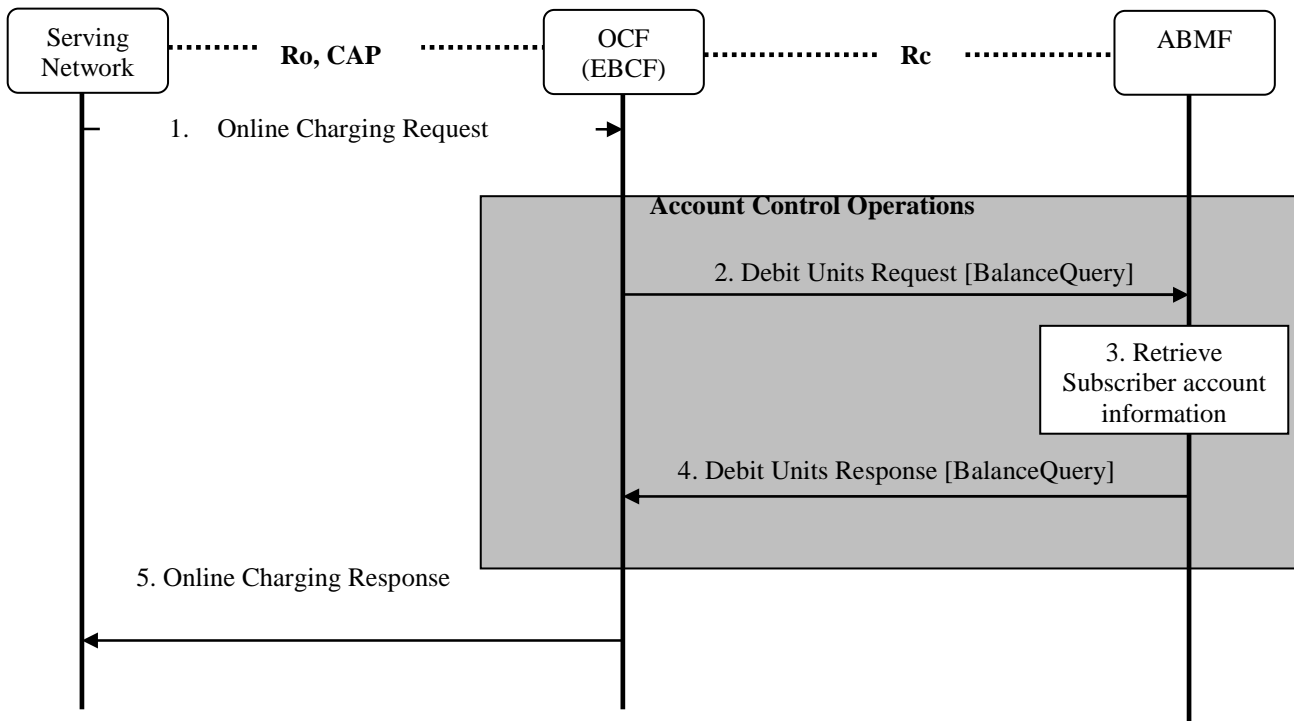 Serving
Network
Ro, CAP
OCF
(EBCF)
Rc
ABMF
1. Online Charging Request
Account Control Operations
2. Debit Units Request [BalanceQuery]
3. Retrieve
Subscriber account
information
4. Debit Units Response [BalanceQuery]
5. Online Charging Response